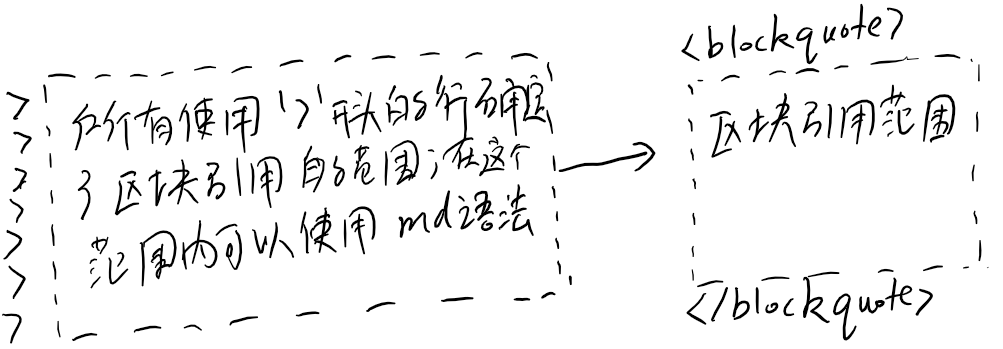 >
>
>
>
>
>
>
所有使用'>'开头的行确定
了区块引用的范围;在这个
范围内可以使用md语法
<blockquote>
区块引用范围
</blockquote>